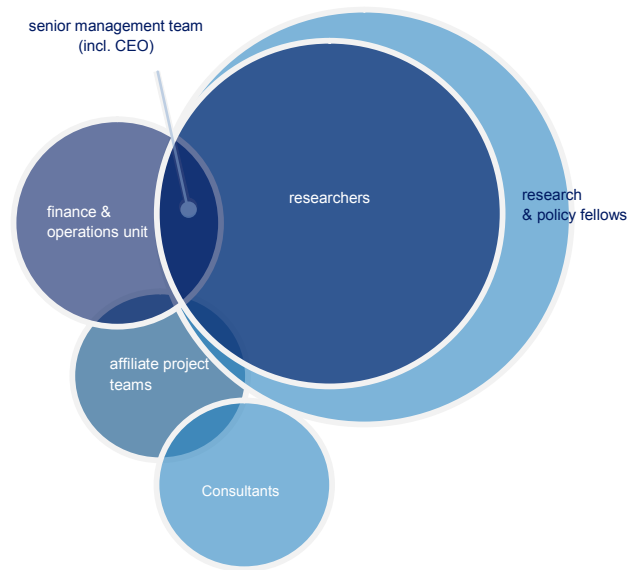 senior management team
(incl. CEO)
researchers
research
& policy fellows
finance &
operations unit
affiliate project
teams
Consultants